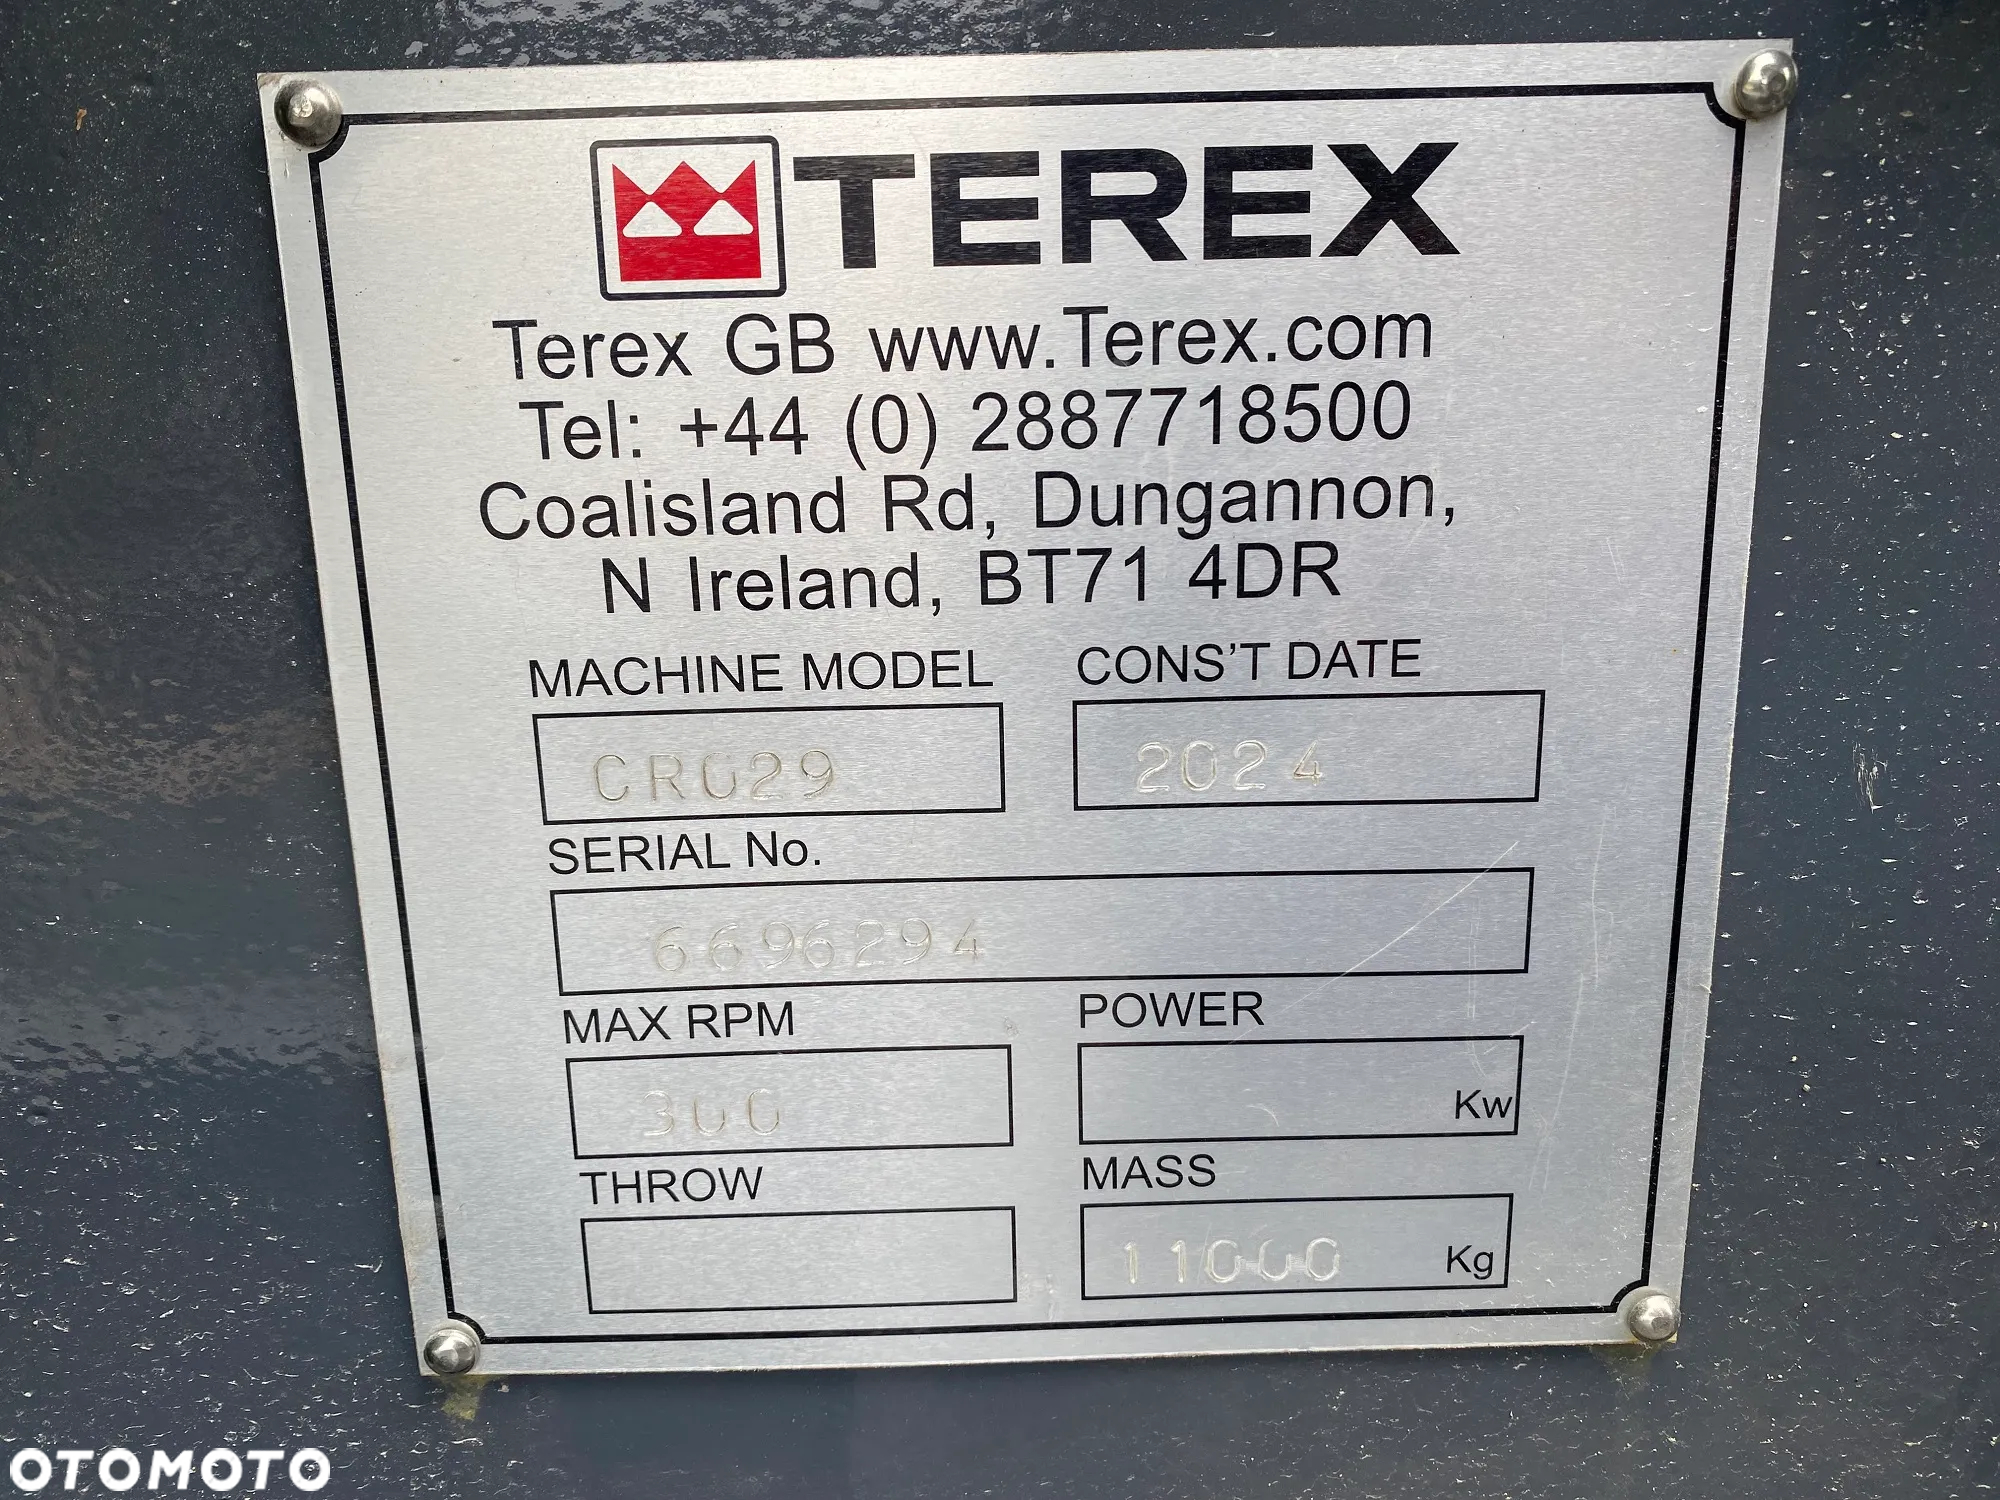 TEREX
Terex GB www.Terex.com
Tel: +44 (0) 2887718500
Coalisland Rd, Dungannon,
N Ireland, BT71 4DR
MACHINE MODEL CONS'T DATE
CR029 2024
SERIAL No.
6696294
MAX RPM POWER
300 Kw
THROW MASS
11000 Kg
OTOMOTO